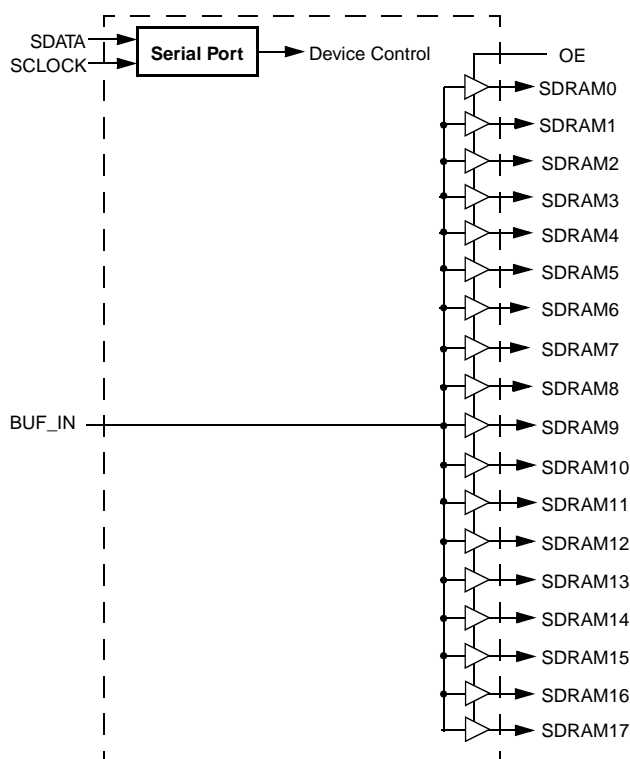 SDATA
SCLOCK
Serial Port
Device Control
OE
SDRAM0
SDRAM1
SDRAM2
SDRAM3
SDRAM4
SDRAM5
SDRAM6
SDRAM7
SDRAM8
BUF_IN
SDRAM9
SDRAM10
SDRAM11
SDRAM12
SDRAM13
SDRAM14
SDRAM15
SDRAM16
SDRAM17